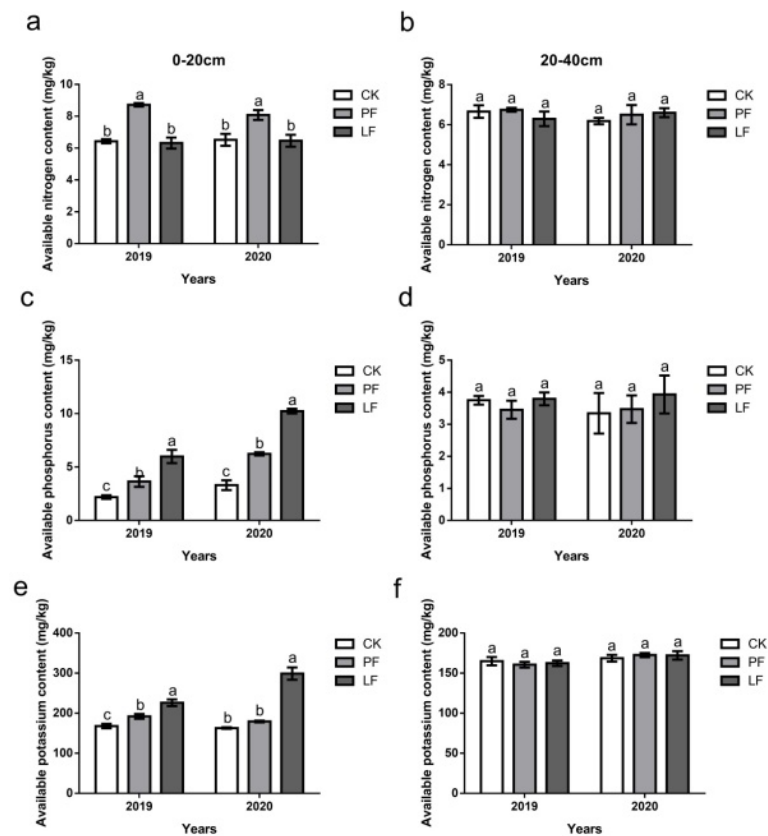 a
0-20cm
Available nitrogen content (mg/kg)
10
8
6
4
2
0
b
a
b
b
a
b
2019
2020
Years
CK
PF
LF
b
20-40cm
Available nitrogen content (mg/kg)
8
6
4
2
0
a
a
a
a
a
a
2019
2020
Years
CK
PF
LF
c
Available phosphorus content (mg/kg)
15
10
5
0
c
b
a
c
b
a
2019
2020
Years
CK
PF
LF
d
Available phosphorus content (mg/kg)
5
4
3
2
1
0
a
a
a
a
a
a
2019
2020
Years
CK
PF
LF
e
Available potassium content (mg/kg)
400
300
200
100
0
c
b
a
b
b
a
2019
2020
Years
CK
PF
LF
f
Available potassium content (mg/kg)
200
150
100
50
0
a
a
a
a
a
a
2019
2020
Years
CK
PF
LF